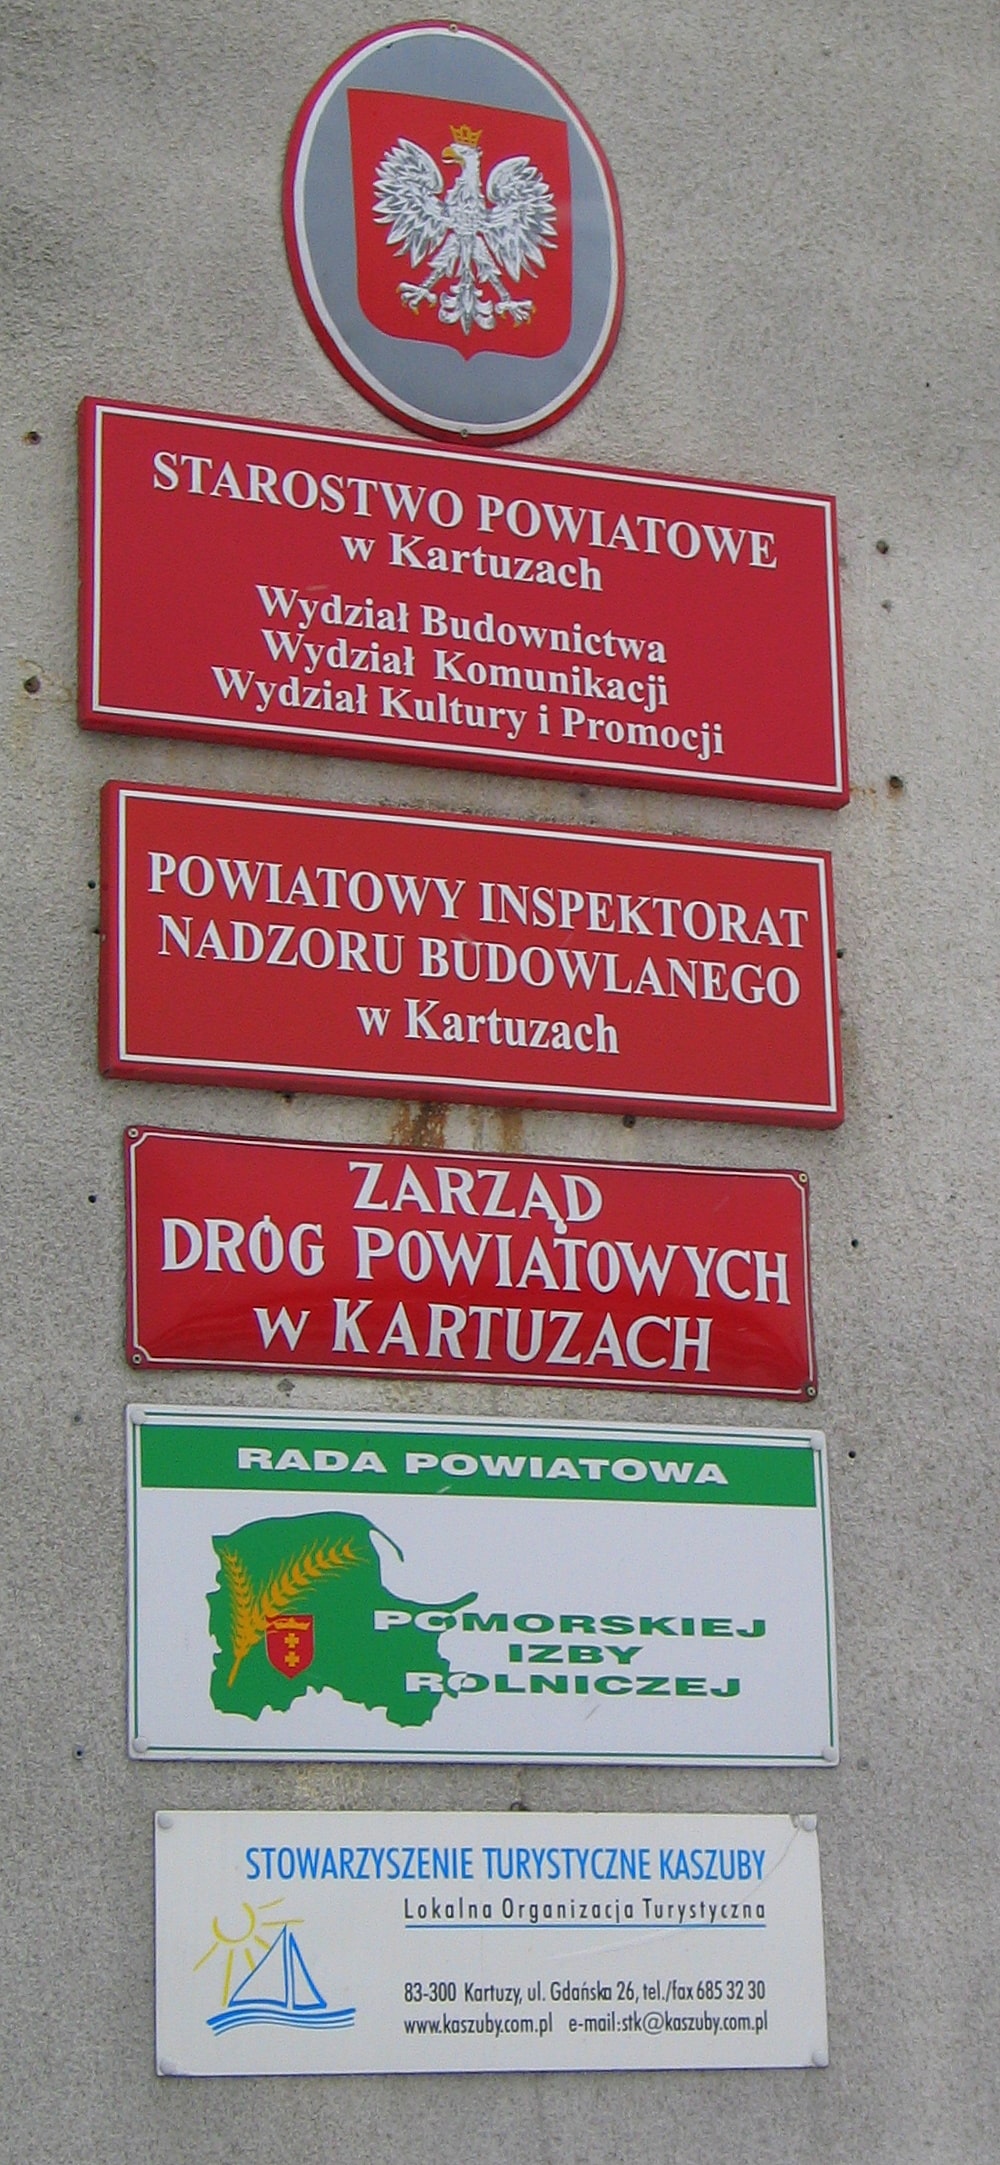 STAROSTWO POWIATOWE
w Kartuzach
Wydział Budownictwa
Wydział Komunikacji
Wydział Kultury i Promocji
POWIATOWY INSPEKTORAT
NADZORU BUDOWLANEGO
w Kartuzach
ZARZĄD
DRÓG POWIATOWYCH
w KARTUZACH
RADA POWIATOWA
POMORSKIEJ
IZBY
ROLNICZEJ
STOWARZYSZENIE TURYSTYCZNE KASZUBY
Lokalna Organizacja Turystyczna
83-300 Kartuzy, ul. Gdańska 26, tel./fax 685 32 30
www.kaszuby.com.pl e-mail:stk@kaszuby.com.pl